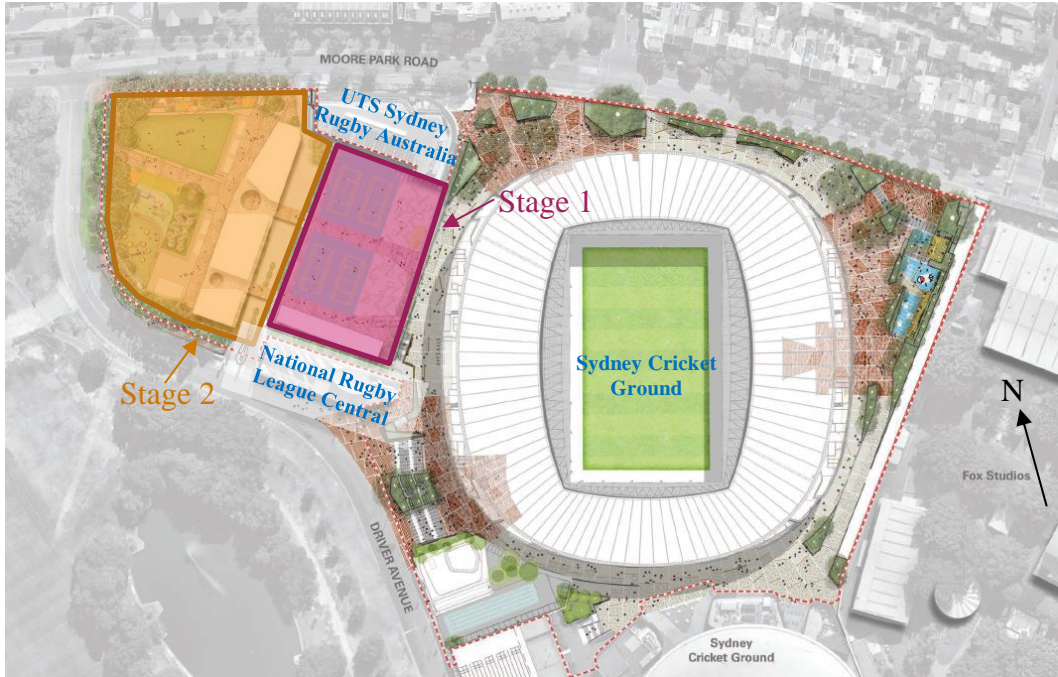 MOORE PARK ROAD
UTS Sydney
Rugby Australia
Stage 1
Sydney Cricket
Ground
National Rugby
League Central
Stage 2
N
Fox Studios
DRIVER AVENUE
Sydney
Cricket Ground